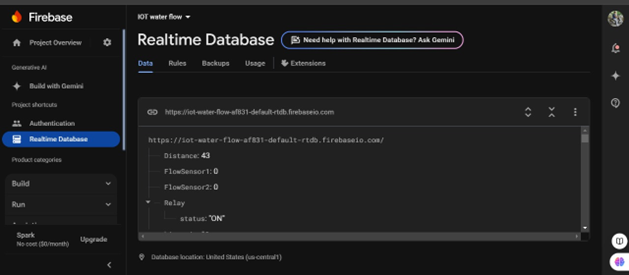 Firebase
Project Overview
Generative AI
Build with Gemini
Project shortcuts
Authentication
Realtime Database
Product categories
Build
Run
Spark
No cost ($0/month)
Upgrade
IOT water flow
Realtime Database
Need help with Realtime Database? Ask Gemini
Data
Rules
Backups
Usage
Extensions
https://iot-water-flow-af831-default-rtdb.firebaseio.com
https://iot-water-flow-af831-default-rtdb.firebaseio.com/
Distance: 43
FlowSensor1: 0
FlowSensor2: 0
Relay
status: "ON"
Database location: United States (us-central1)